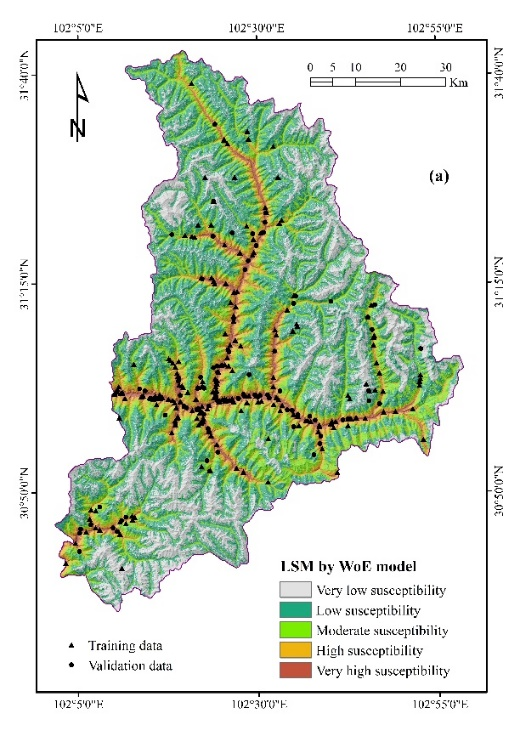 102°5'0"E 102°30'0"E 102°55'0"E
31°40'0"N 31°40'0"N
0 5 10 20 30
Km
N
(a)
31°15'0"N 31°15'0"N
30°50'0"N 30°50'0"N
LSM by WoE model
Very low susceptibility
Low susceptibility
Moderate susceptibility
High susceptibility
Very high susceptibility
Training data
Validation data
102°5'0"E 102°30'0"E 102°55'0"E